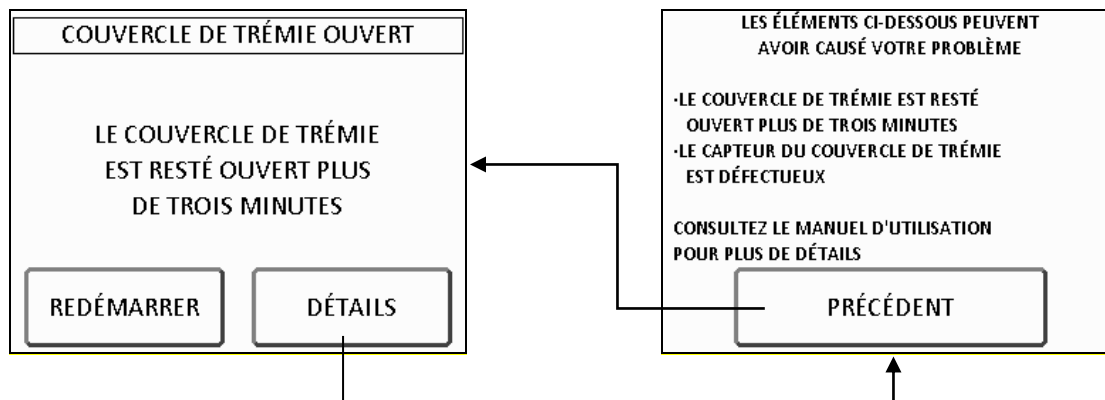 COUVERCLE DE TRÉMIE OUVERT
LE COUVERCLE DE TRÉMIE
EST RESTÉ OUVERT PLUS
DE TROIS MINUTES
REDÉMARRER
DÉTAILS
LES ÉLÉMENTS CI-DESSOUS PEUVENT
AVOIR CAUSÉ VOTRE PROBLÈME
·LE COUVERCLE DE TRÉMIE EST RESTÉ
OUVERT PLUS DE TROIS MINUTES
·LE CAPTEUR DU COUVERCLE DE TRÉMIE
EST DÉFECTUEUX
CONSULTEZ LE MANUEL D'UTILISATION
POUR PLUS DE DÉTAILS
PRÉCÉDENT